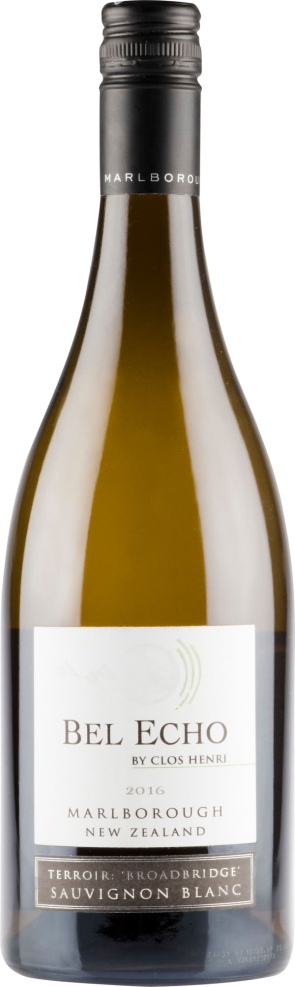 MARLBOROU
BEL ECHO
BY CLOS HENRI
2016
MARLBOROUGH
NEW ZEALAND
TERROIR: 'BROADBRIDGE'
SAUVIGNON BLANC